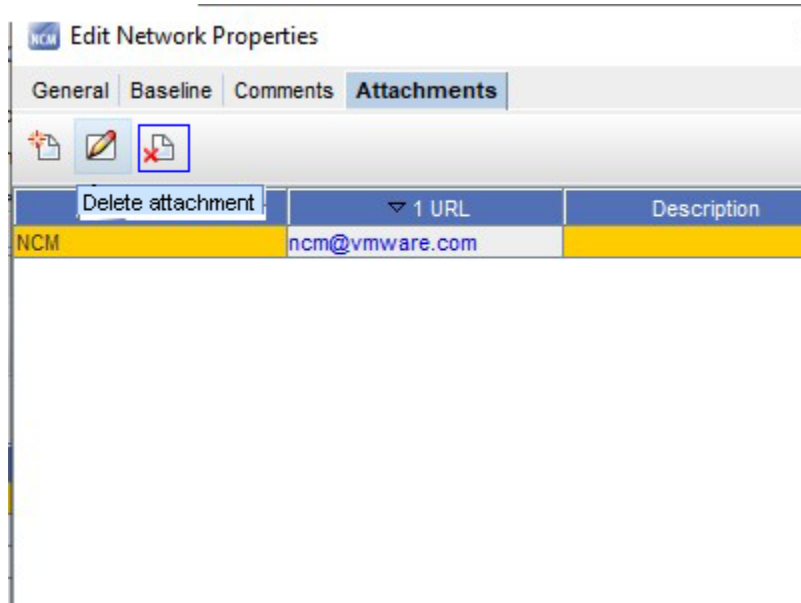 NCM Edit Network Properties
General Baseline Comments Attachments
Delete attachment
1 URL Description
NCM ncm@vmware.com